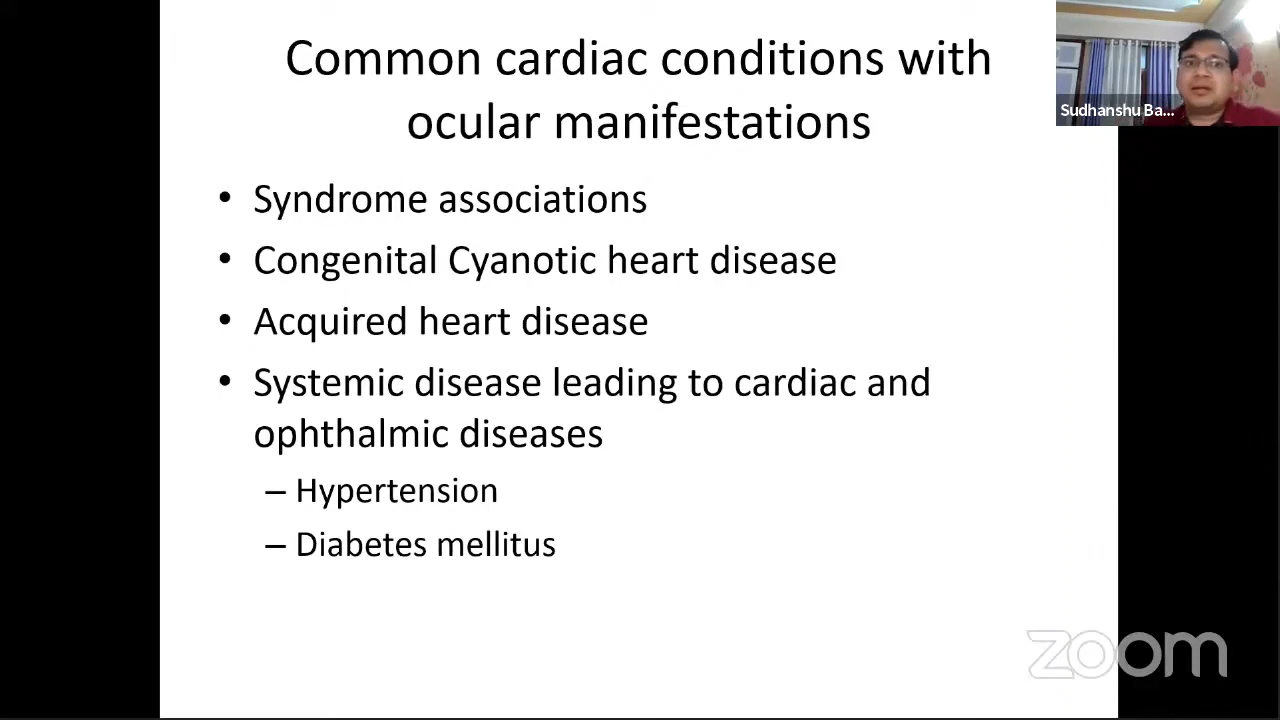 Common cardiac conditions with
ocular manifestations
• Syndrome associations
• Congenital Cyanotic heart disease
• Acquired heart disease
• Systemic disease leading to cardiac and
ophthalmic diseases
– Hypertension
– Diabetes mellitus
Sudhanshu Ba...
zoom